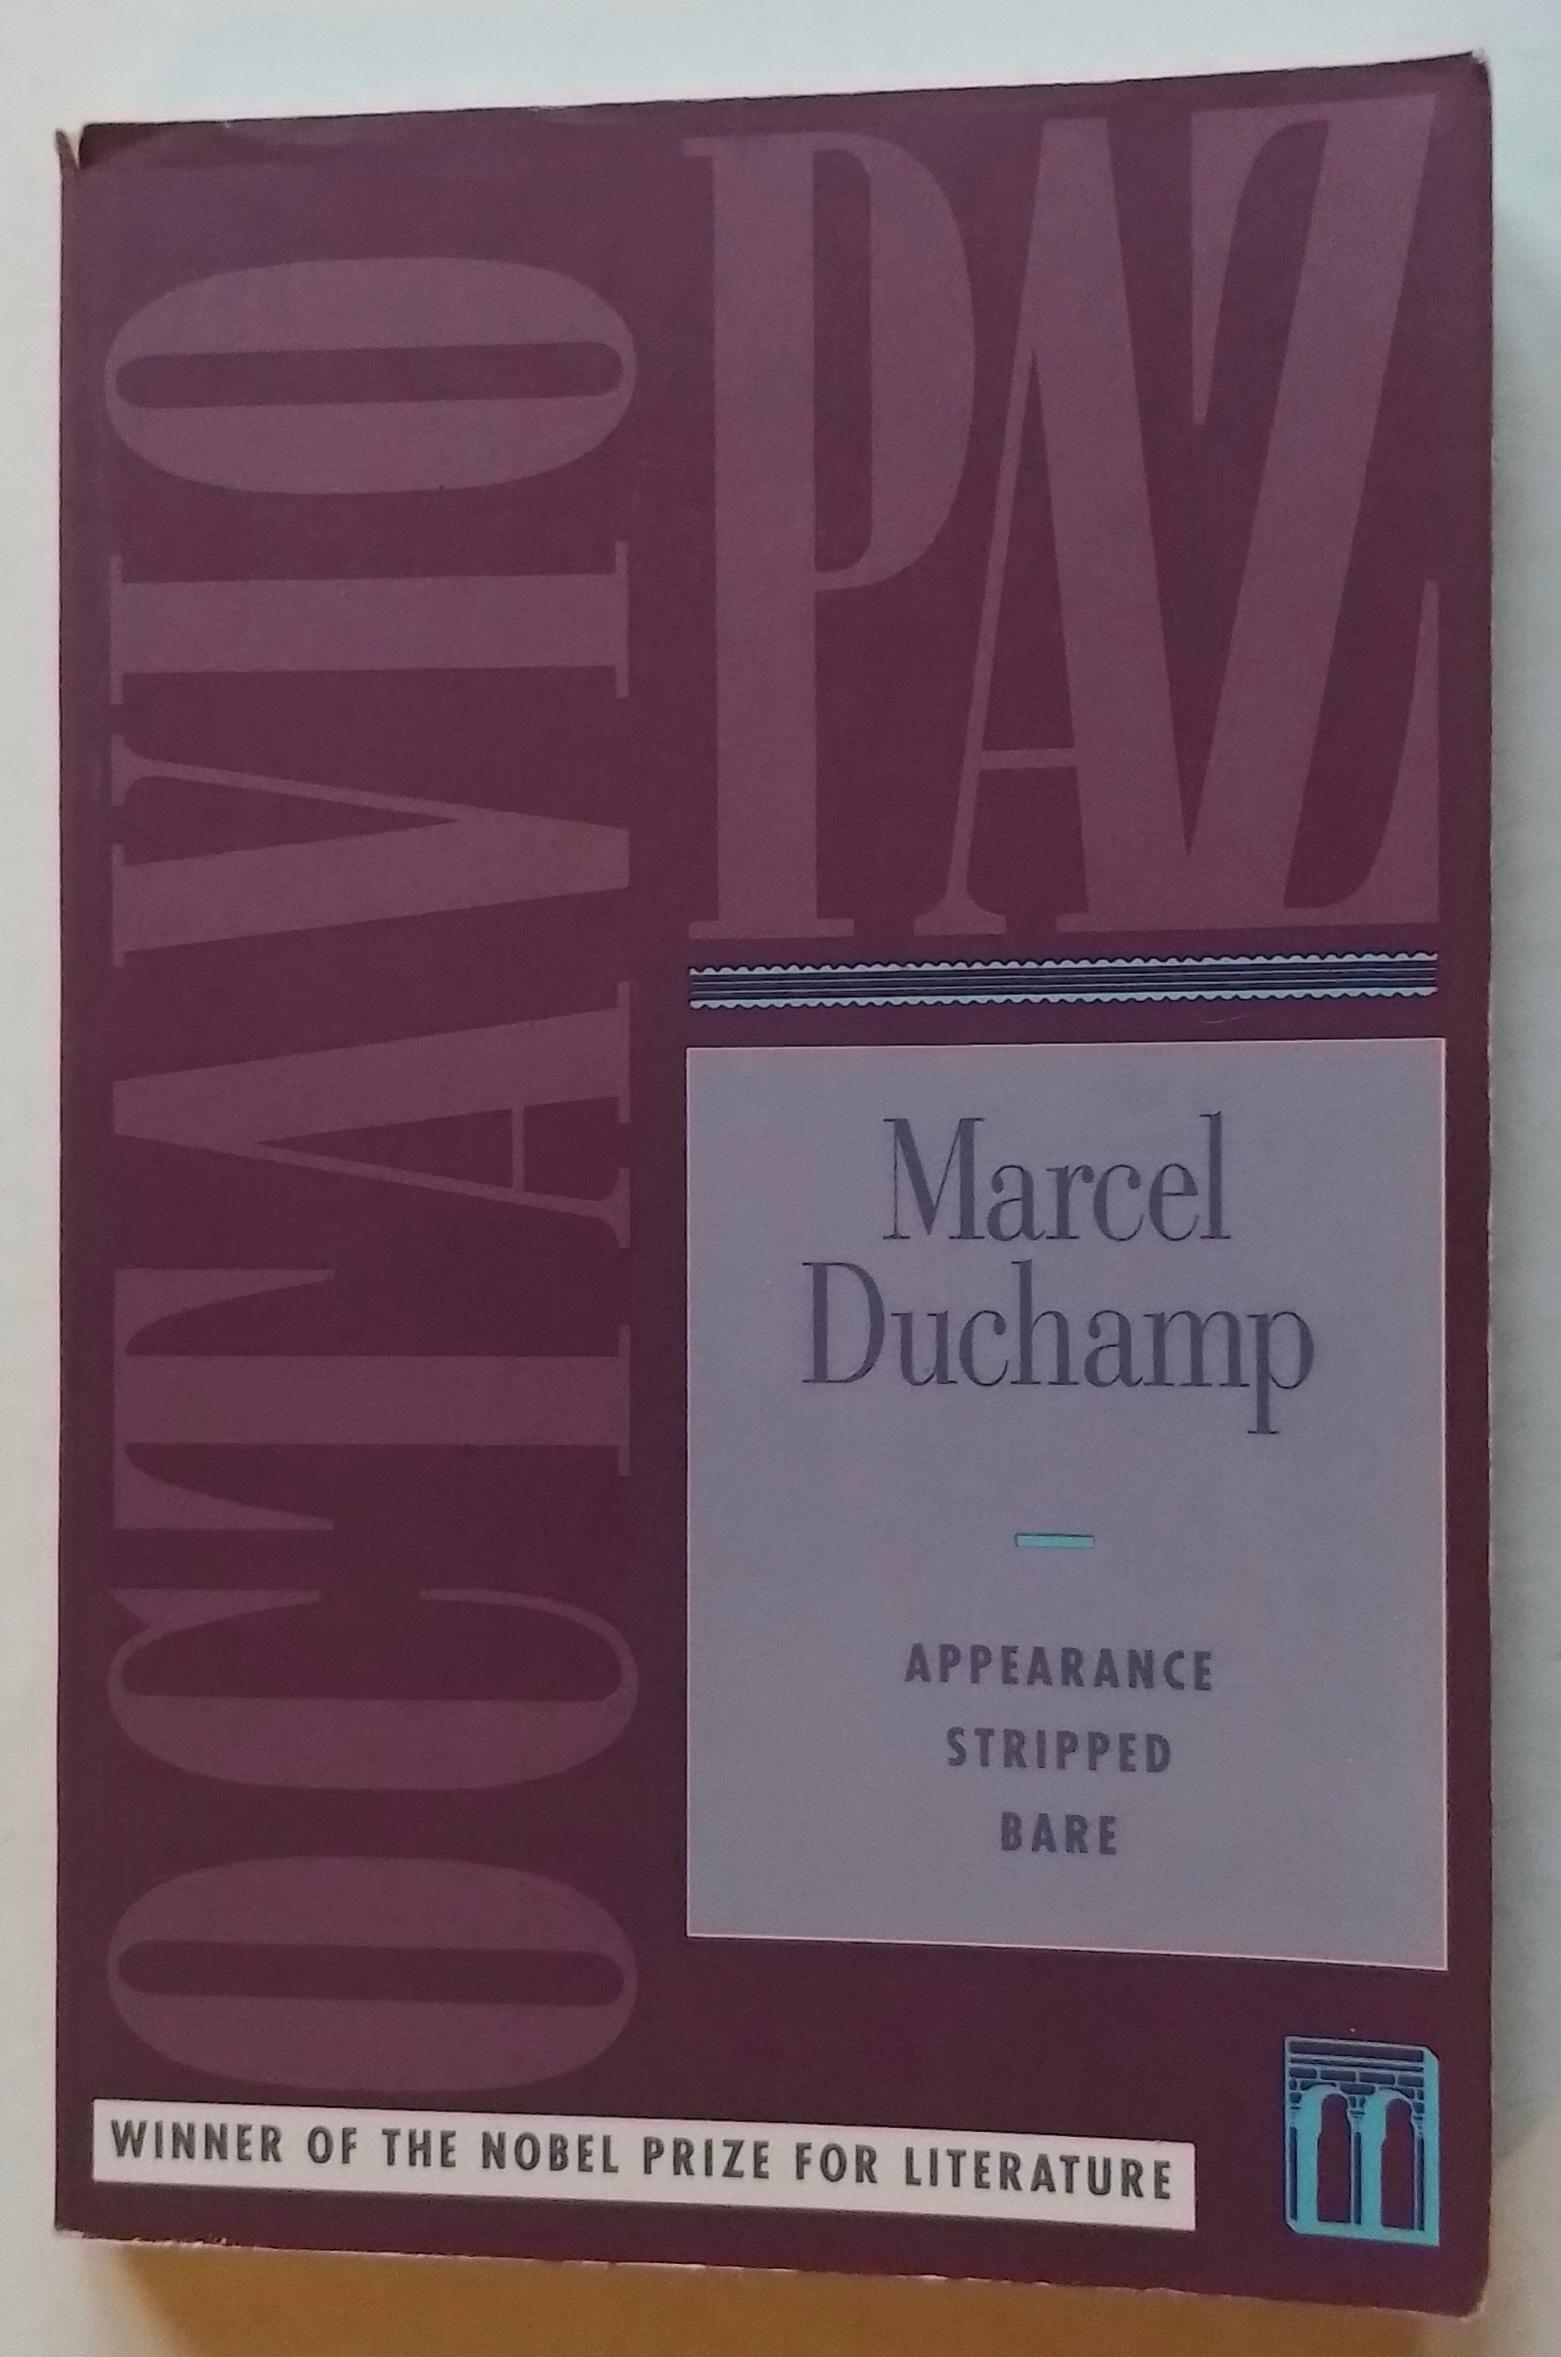 OCTAVIO
PAZ
Marcel
Duchamp
APPEARANCE
STRIPPED
BARE
WINNER OF THE NOBEL PRIZE FOR LITERATURE